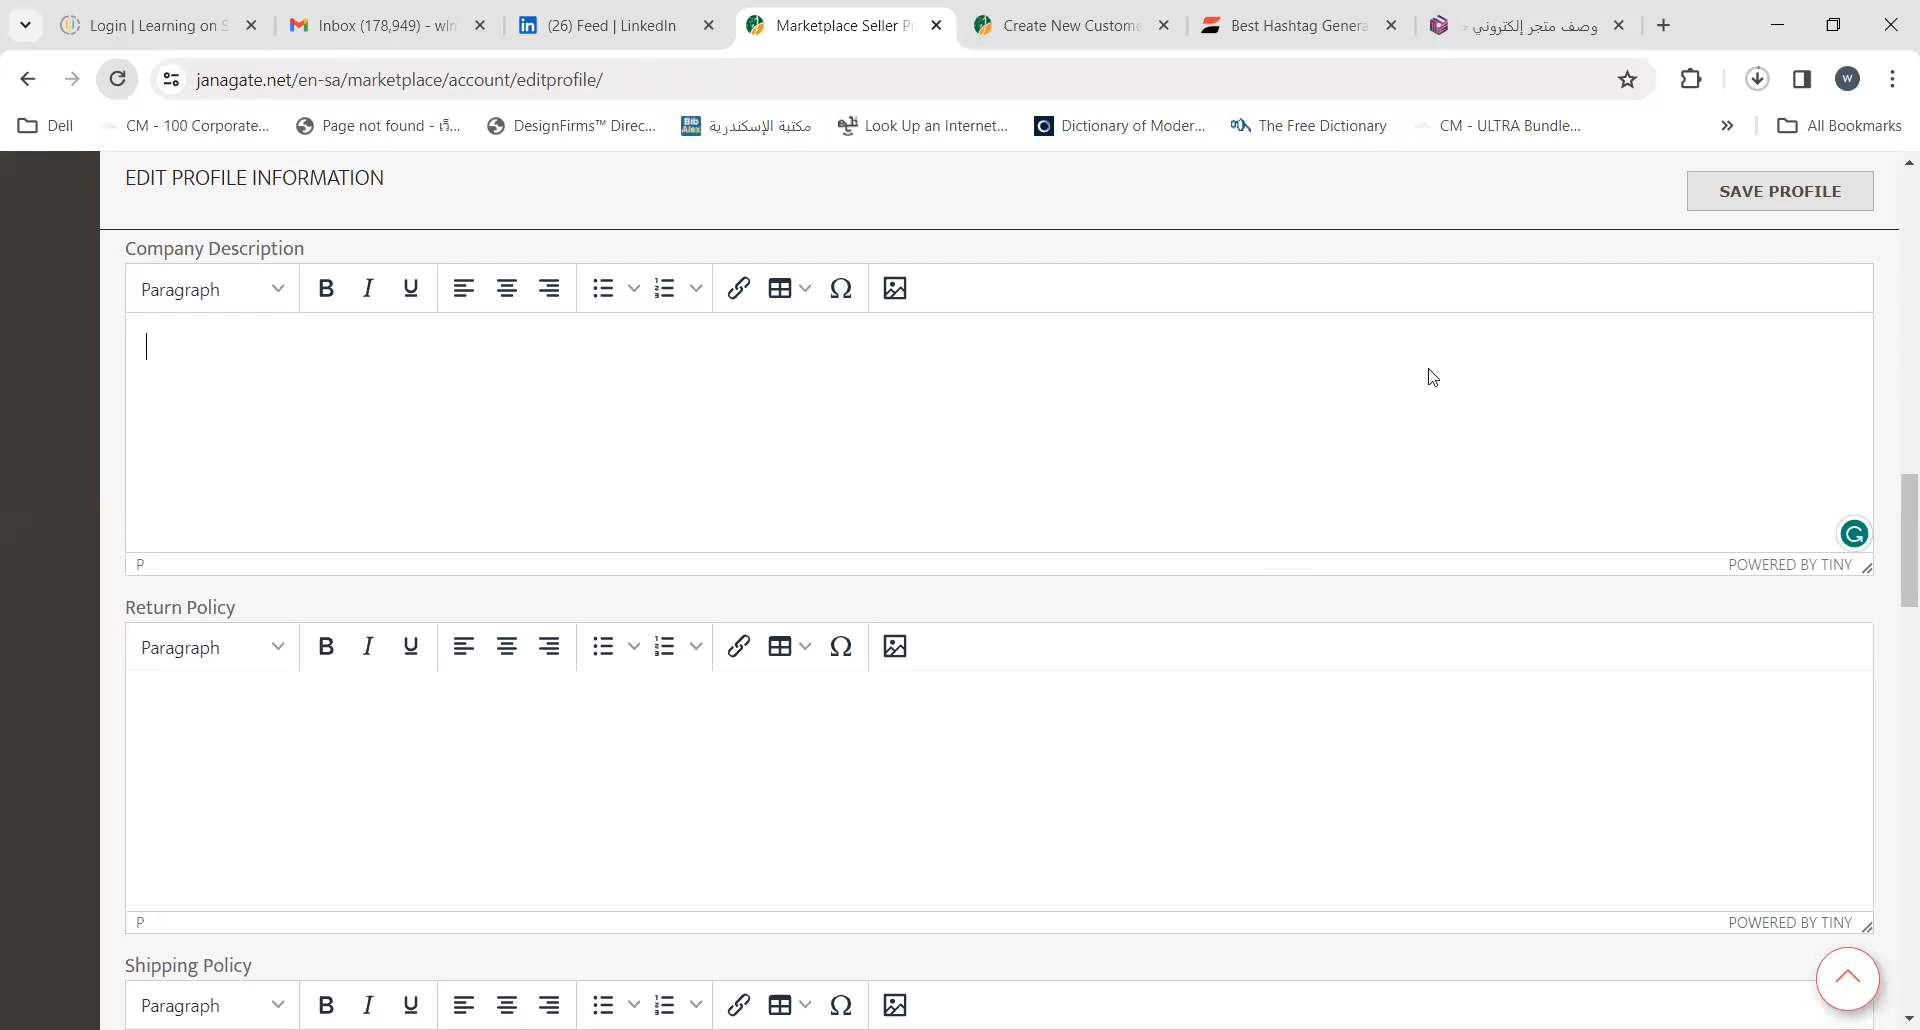 Login | Learning on S
Inbox (178,949) - wln
(26) Feed | LinkedIn
Marketplace Seller P
Create New Custome
Best Hashtag Genera
وصف متجر إلكتروني -
janagate.net/en-sa/marketplace/account/editprofile/
W
Dell
CM - 100 Corporate...
Page not found -
DesignFirms™ Direc...
مكتبة الإسكندرية
Look Up an Internet...
Dictionary of Moder...
The Free Dictionary
CM - ULTRA Bundle...
All Bookmarks
EDIT PROFILE INFORMATION
SAVE PROFILE
Company Description
Paragraph
P
POWERED BY TINY
Return Policy
Paragraph
P
POWERED BY TINY
Shipping Policy
Paragraph